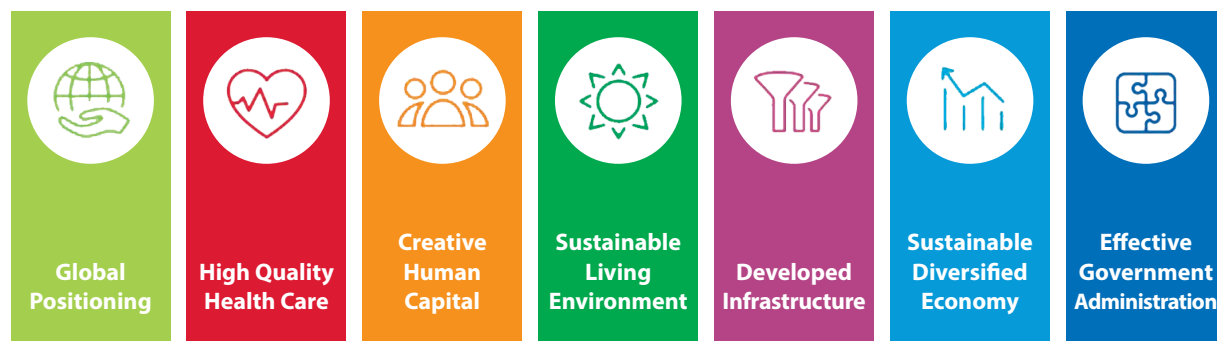 Global
Positioning
High Quality
Health Care
Creative
Human
Capital
Sustainable
Living
Environment
Developed
Infrastructure
Sustainable
Diversified
Economy
Effective
Government
Administration